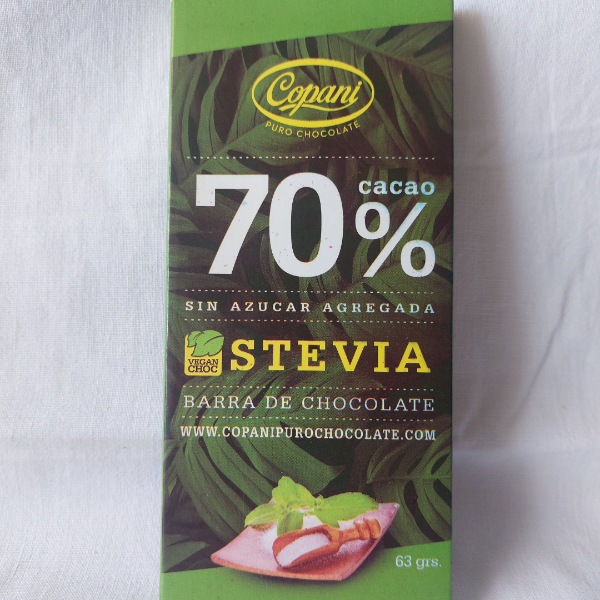 Copani
PURO CHOCOLATE
70% cacao
SIN AZUCAR AGREGADA
VEGAN
CHOC
STEVIA
BARRA DE CHOCOLATE
WWW.COPANIPUROCHOCOLATE.COM
63 grs.